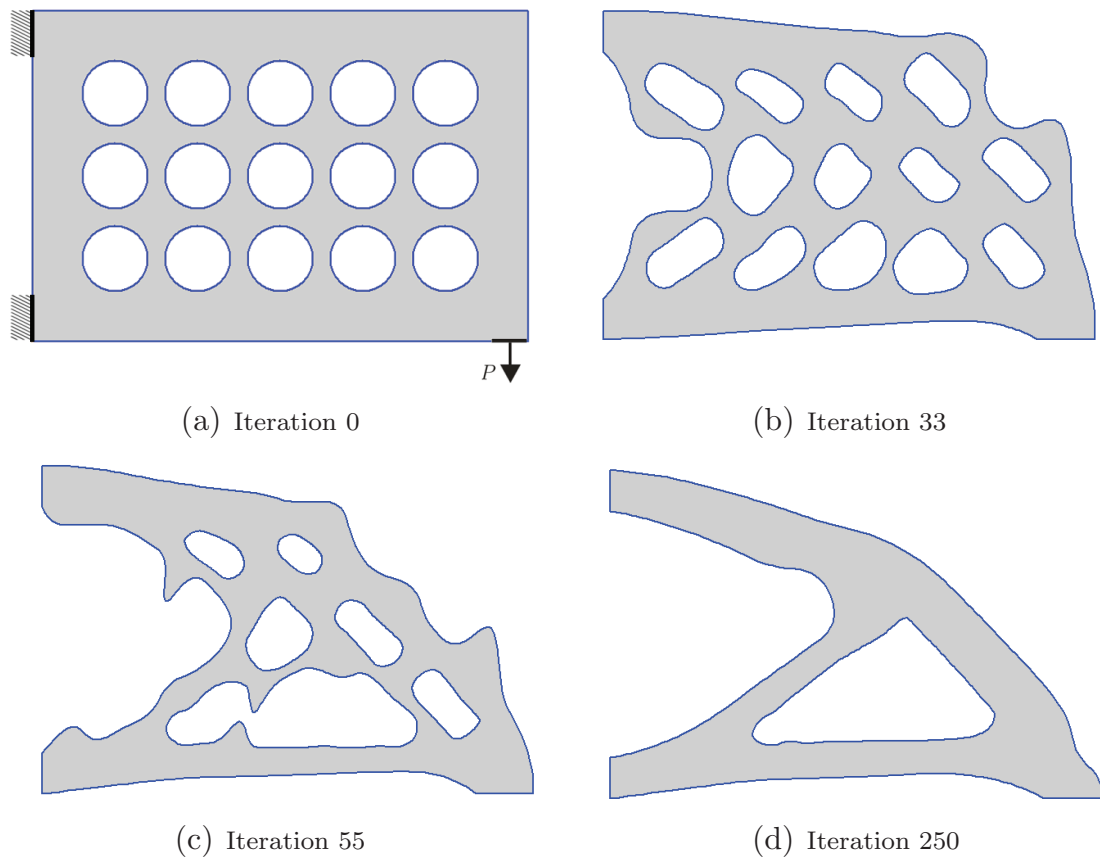 P
(a) Iteration 0
(b) Iteration 33
(c) Iteration 55
(d) Iteration 250